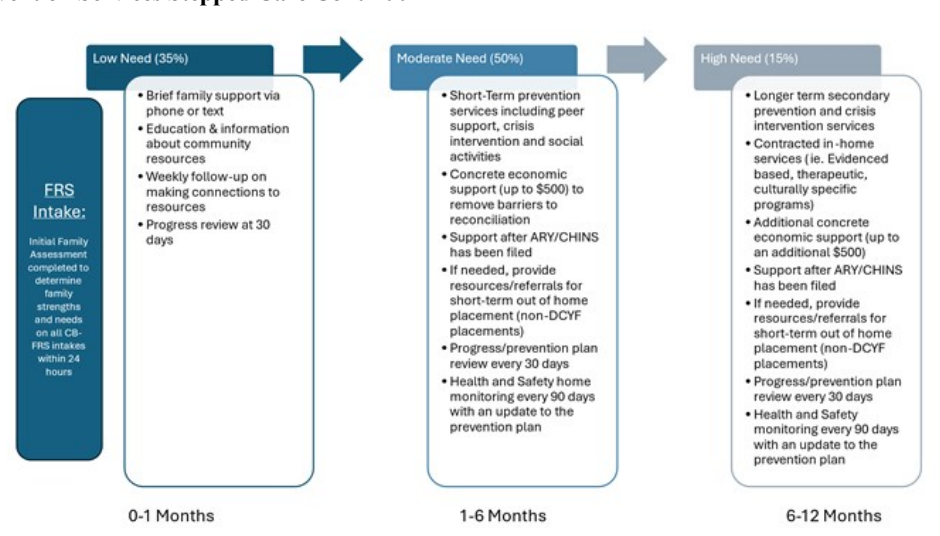 Low Need (35%)
Moderate Need (50%)
High Need (15%)
FRS
Intake:
Initial Family
Assessment
completed to
determine
family
strengths
and needs
on all CB-
FRS intakes
within 24
hours
• Brief family support via
phone or text
• Education & information
about community
resources
• Weekly follow-up on
making connections to
resources
• Progress review at 30
days
• Short-Term prevention
services including peer
support, crisis
intervention and social
activities
• Concrete economic
support (up to $500) to
remove barriers to
reconciliation
• Support after ARY/CHINS
has been filed
• If needed, provide
resources/referrals for
short-term out of home
placement (non-DCYF
placements)
• Progress/prevention plan
review every 30 days
• Health and Safety home
monitoring every 90 days
with an update to the
prevention plan
• Longer term secondary
prevention and crisis
intervention services
• Contracted in-home
services (ie. Evidenced
based, therapeutic,
culturally specific
programs)
• Additional concrete
economic support (up to
an additional $500)
• Support after ARY/CHINS
has been filed
• If needed, provide
resources/referrals for
short-term out of home
placement (non-DCYF
placements)
• Progress/prevention plan
review every 30 days
• Health and Safety
monitoring every 90 days
with an update to the
prevention plan
0-1 Months
1-6 Months
6-12 Months